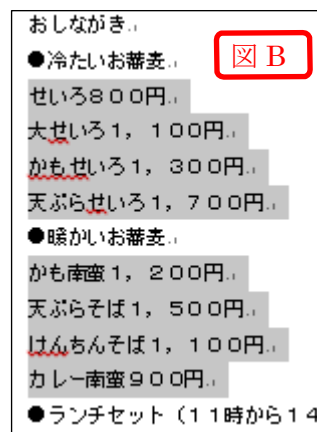 おしながき
図 B
●冷たいお蕎麦
せいろ８００円
大せいろ１，１００円
かもせいろ１，３００円
天ぷらせいろ１，７００円
●暖かいお蕎麦
かも南蛮１，２００円
天ぷらそば１，５００円
けんちんそば１，１００円
カレー南蛮９００円
●ランチセット（１１時から１４